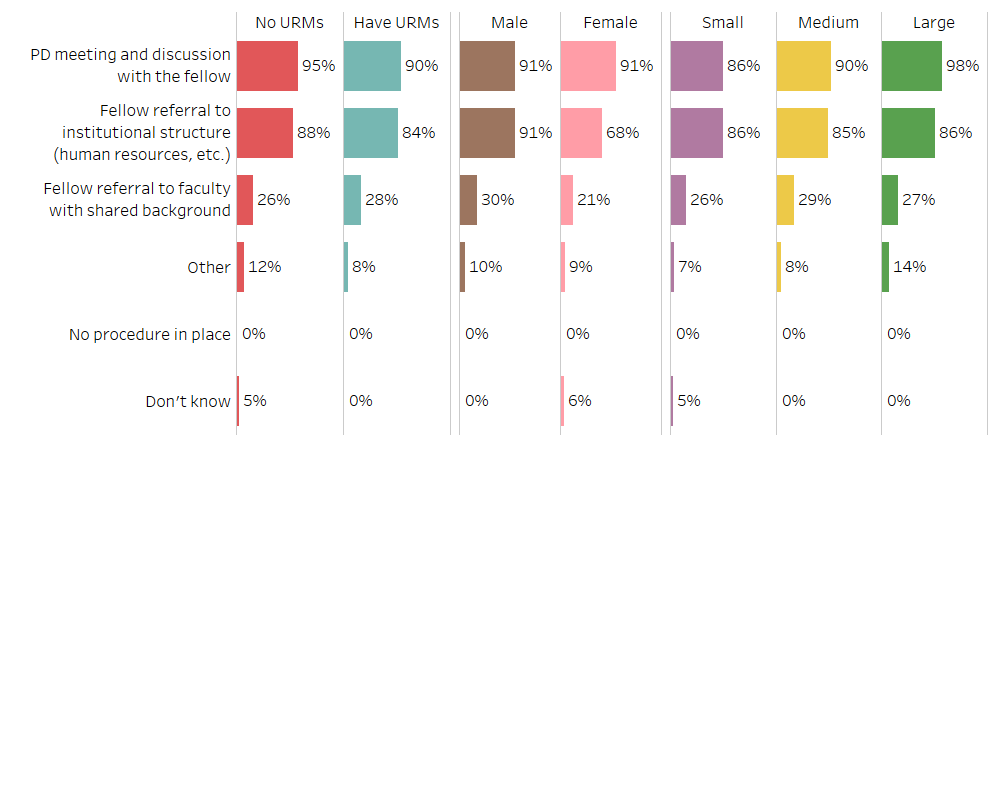 No URMs Have URMs Male Female Small Medium Large
PD meeting and discussion
with the fellow
95% 90% 91% 91% 86% 90% 98%
Fellow referral to
institutional structure
(human resources, etc.)
88% 84% 91% 68% 86% 85% 86%
Fellow referral to faculty
with shared background
26% 28% 30% 21% 26% 29% 27%
Other 12% 8% 10% 9% 7% 8% 14%
No procedure in place 0% 0% 0% 0% 0% 0% 0%
Don’t know 5% 0% 0% 6% 5% 0% 0%